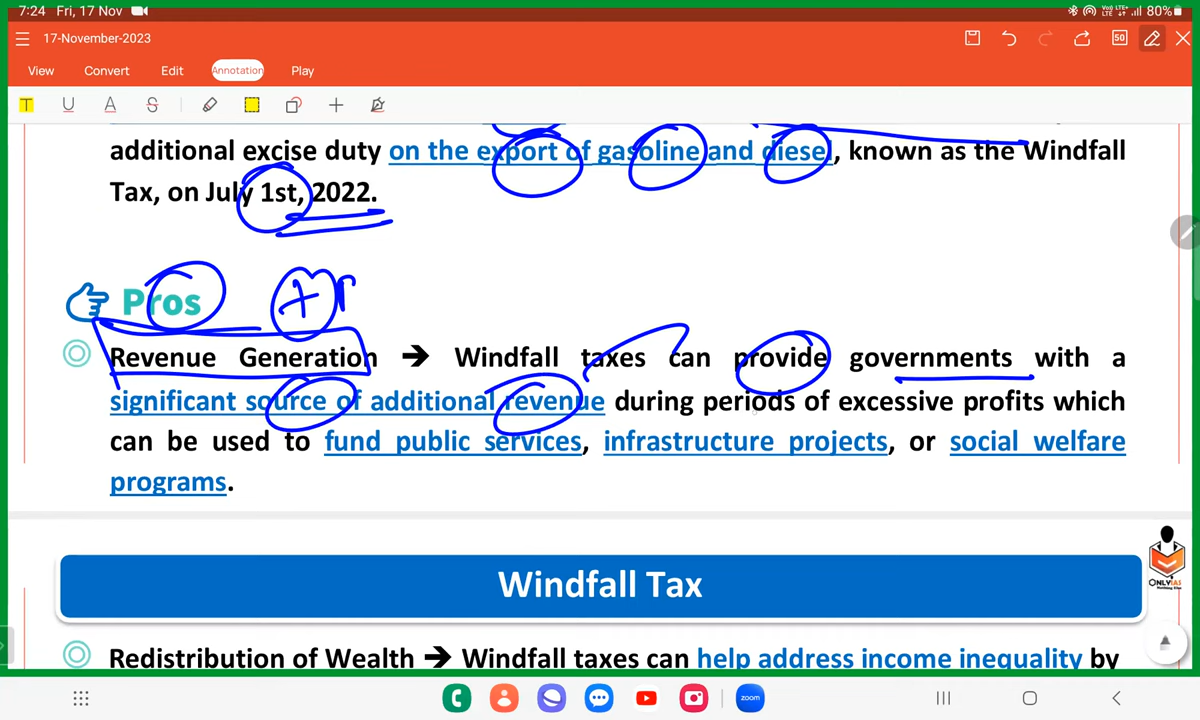 7:24 Fri, 17 Nov 80%
17-November-2023 50
View Convert Edit Annotation Play
T U A S
additional excise duty on the export of gasoline and diesel, known as the Windfall
Tax, on July 1st, 2022.
Pros +
Revenue Generation → Windfall taxes can provide governments with a
significant source of additional revenue during periods of excessive profits which
can be used to fund public services, infrastructure projects, or social welfare
programs.
ONLYIAS
Windfall Tax
Redistribution of Wealth → Windfall taxes can help address income inequality by
zoom